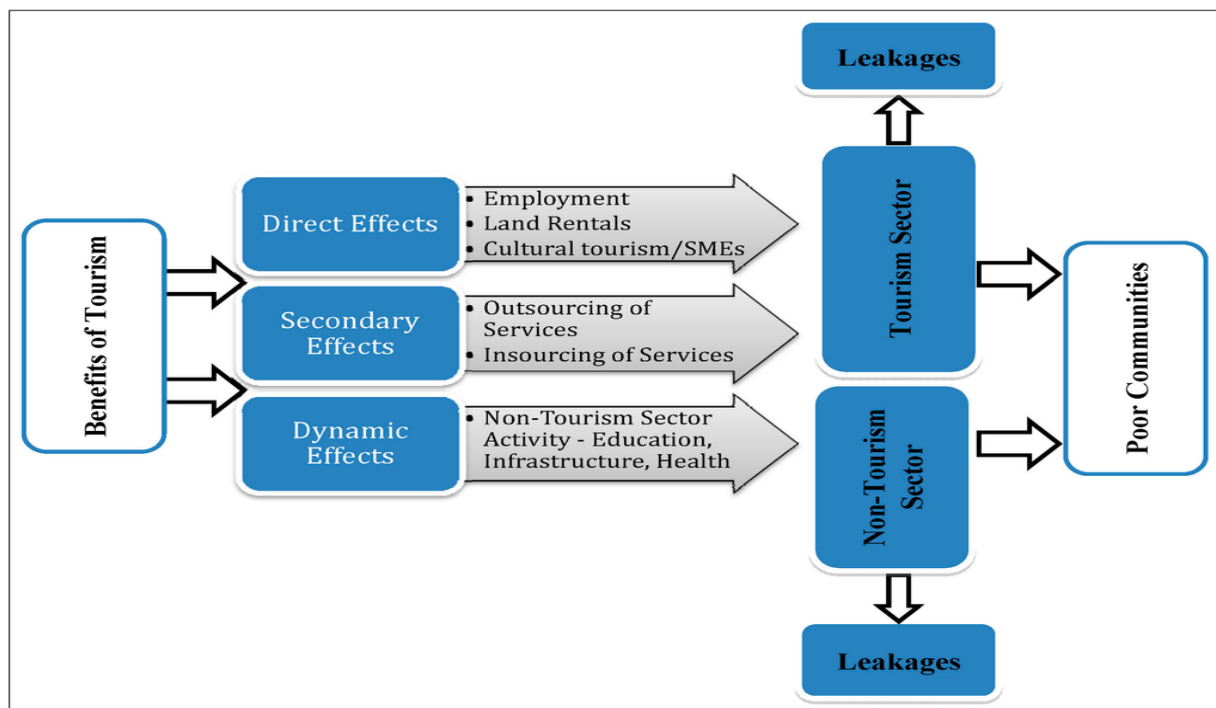 Leakages
Benefits of Tourism
Direct Effects
• Employment
• Land Rentals
• Cultural tourism/SMEs
Secondary
Effects
• Outsourcing of
Services
• Insourcing of Services
Dynamic
Effects
• Non-Tourism Sector
Activity - Education,
Infrastructure, Health
Tourism Sector
Non-Tourism
Sector
Poor Communities
Leakages